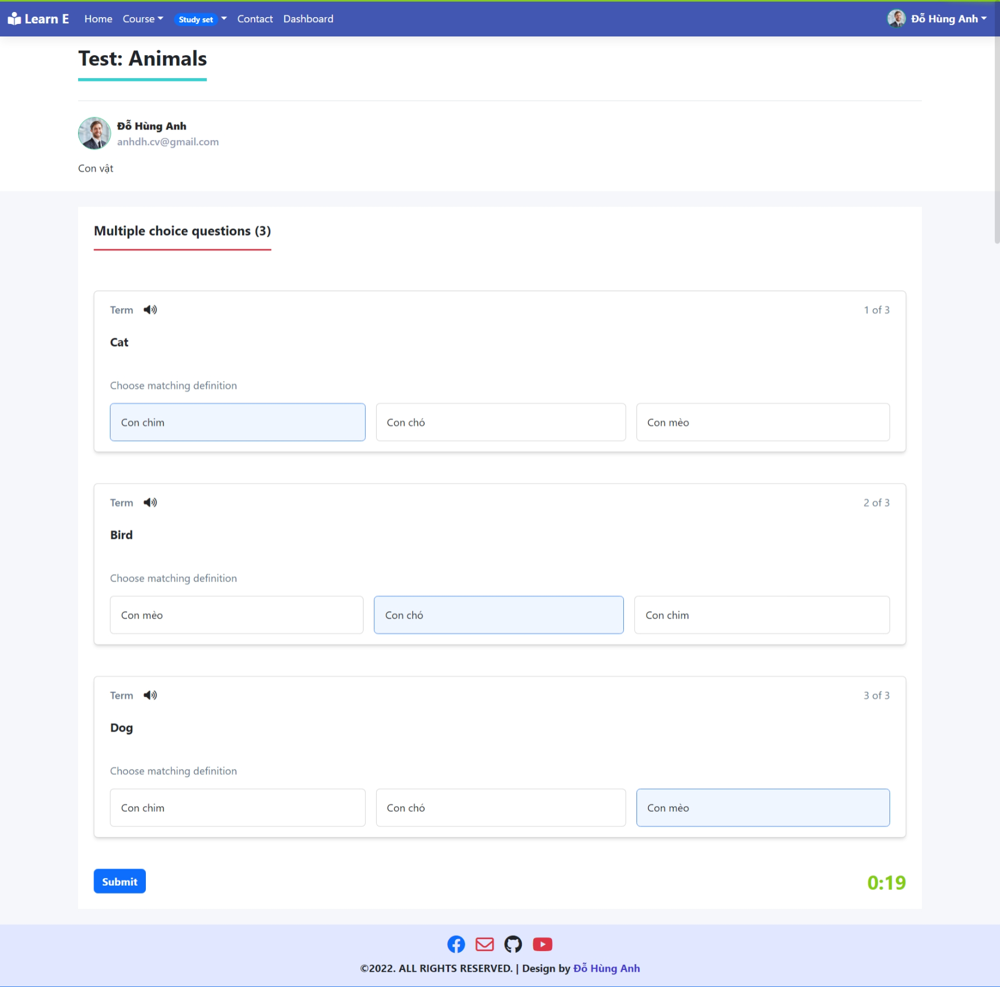 Learn E Home Course Study set Contact Dashboard Đỗ Hùng Anh
Test: Animals
Đỗ Hùng Anh
anhdh.cv@gmail.com
Con vật
Multiple choice questions (3)
Term 1 of 3
Cat
Choose matching definition
Con chim Con chó Con mèo
Term 2 of 3
Bird
Choose matching definition
Con mèo Con chó Con chim
Term 3 of 3
Dog
Choose matching definition
Con chim Con chó Con mèo
Submit 0:19
©2022. ALL RIGHTS RESERVED. | Design by Đỗ Hùng Anh